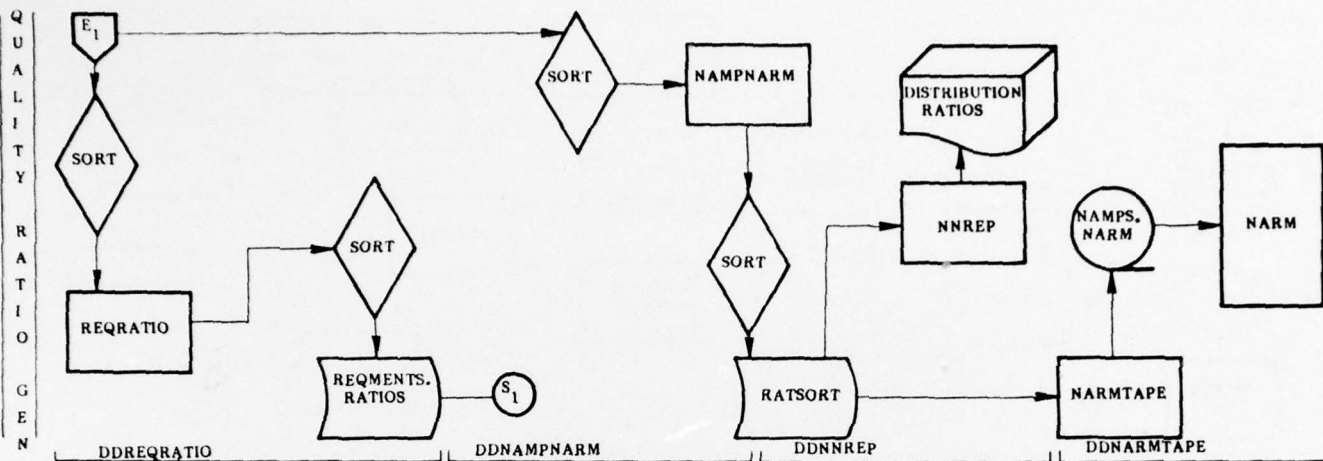 QUALITY RATIO GEN
E1
SORT
REQRATIO
SORT
REQMENTS.
RATIOS
S1
SORT
NAMPNARM
SORT
RATSORT
DISTRIBUTION
RATIOS
NNREP
NAMPS.
NARM
NARMTAPE
NARM
DDREQRATIO
DDNAMPNARM
DDNNREP
DDNARMTAPE